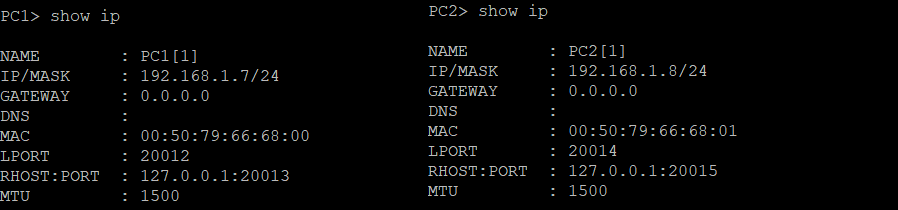 PC1> show ip
NAME        : PC1[1]
IP/MASK     : 192.168.1.7/24
GATEWAY     : 0.0.0.0
DNS         :
MAC         : 00:50:79:66:68:00
LPORT       : 20012
RHOST:PORT  : 127.0.0.1:20013
MTU         : 1500
PC2> show ip
NAME        : PC2[1]
IP/MASK     : 192.168.1.8/24
GATEWAY     : 0.0.0.0
DNS         :
MAC         : 00:50:79:66:68:01
LPORT       : 20014
RHOST:PORT  : 127.0.0.1:20015
MTU         : 1500